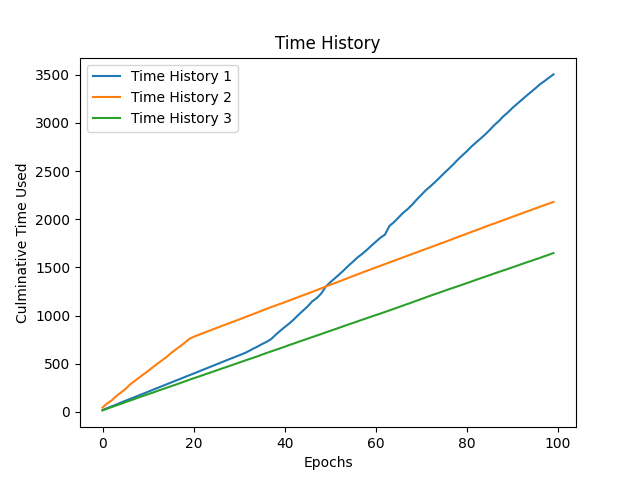 Time History
Time History 1
Time History 2
Time History 3
Culminative Time Used
3500
3000
2500
2000
1500
1000
500
0
0 20 40 60 80 100
Epochs